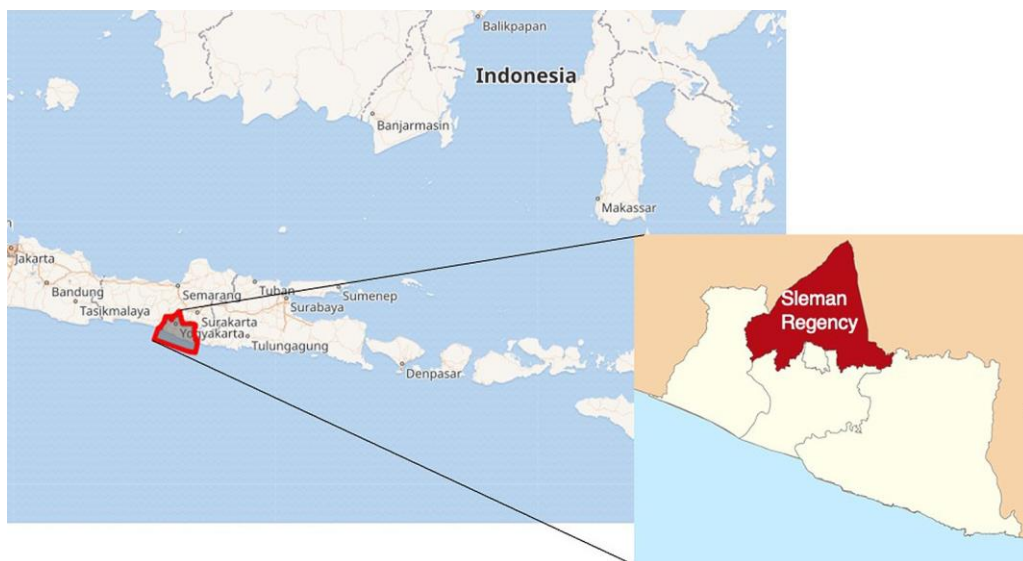 Balikpapan
Indonesia
Banjarmasin
Makassar
n
Jakarta
Bandung
Tasikmalaya
Semarang
Tuban
Sumenep
Surabaya
Surakarta
Yogyakarta
Tulungagung
Denpasar
Sleman
Regency